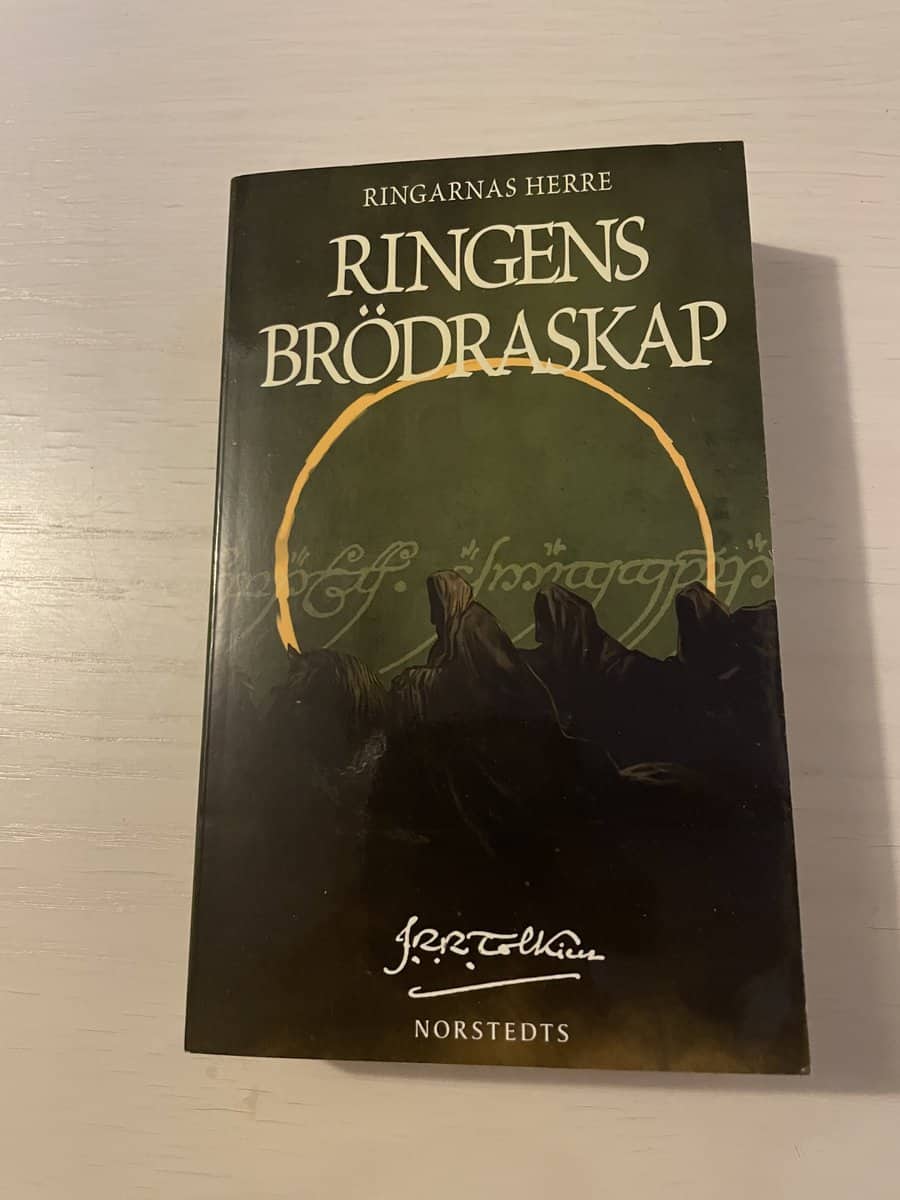 RINGARNAS HERRE
RINGENS
BRÖDRASKAP
J.R.R. Tolkien
NORSTEDTS